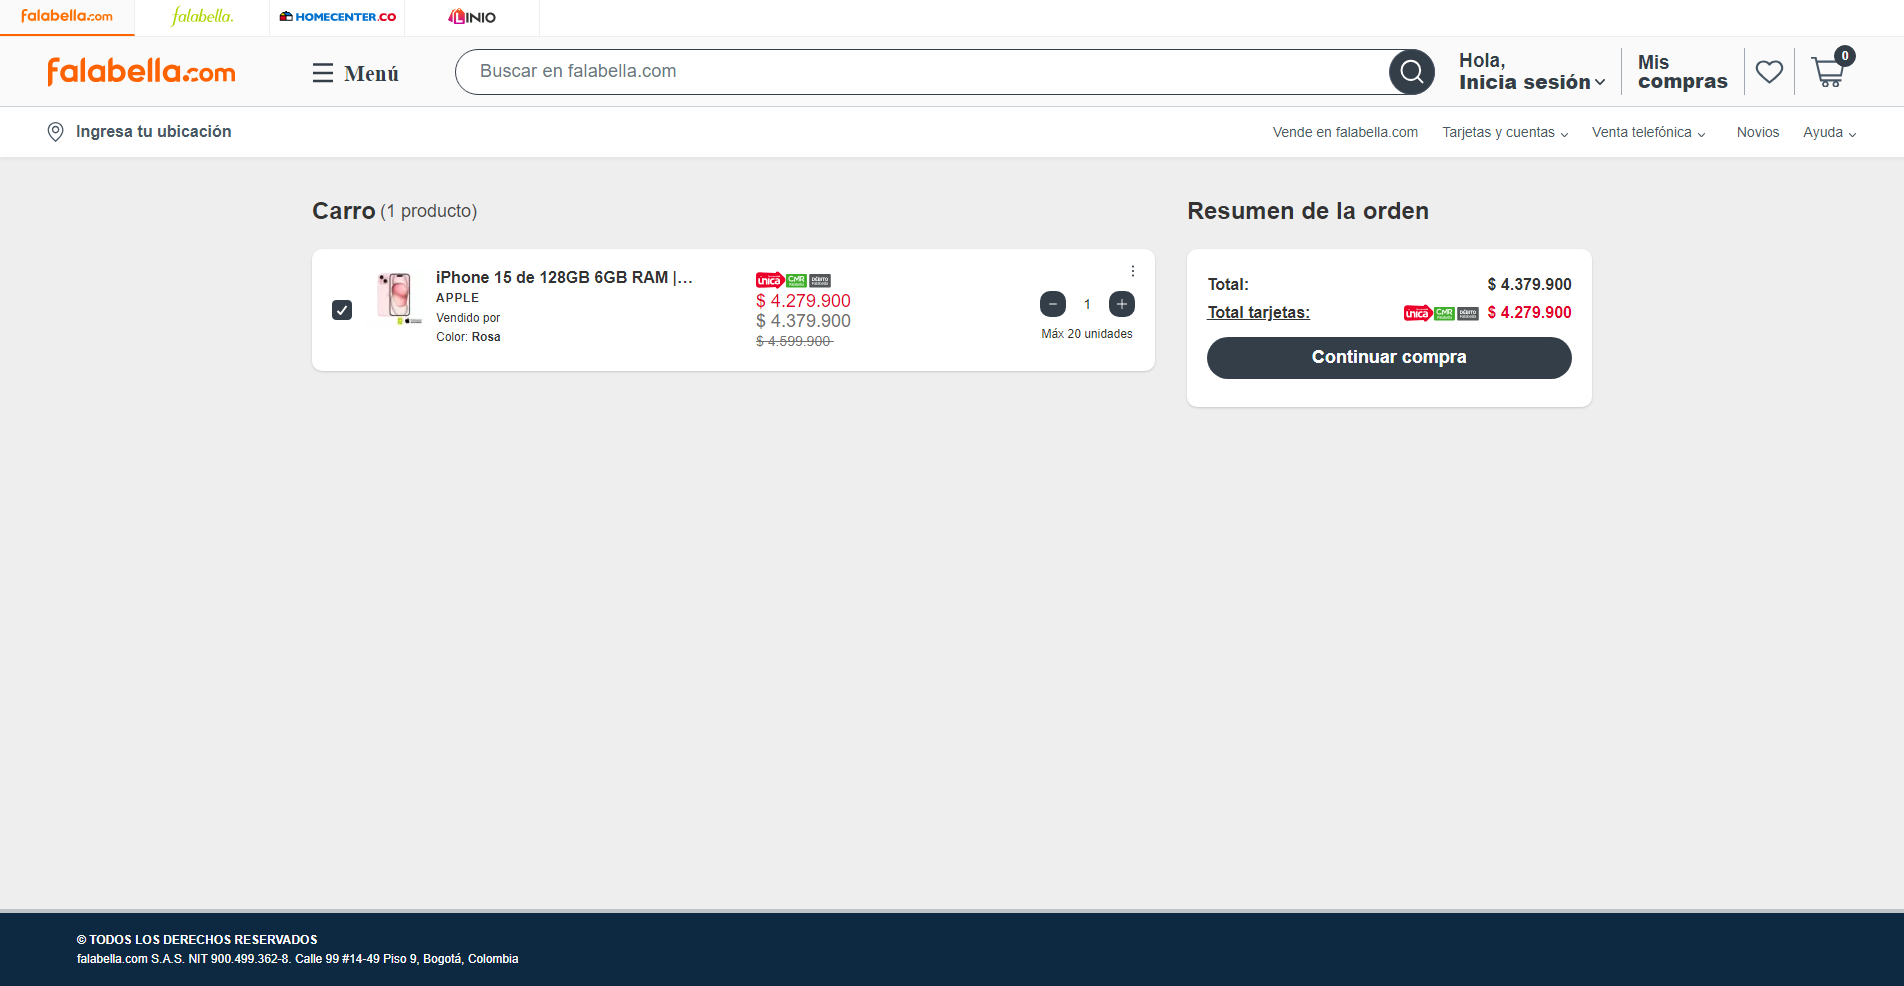 falabella.com
falabella.
HOMECENTER.CO
LINIO
falabella.com
Menú
Buscar en falabella.com
Hola,
Inicia sesión
Mis
compras
0
Ingresa tu ubicación
Vende en falabella.com
Tarjetas y cuentas
Venta telefónica
Novios
Ayuda
Carro (1 producto)
iPhone 15 de 128GB 6GB RAM |...
APPLE
Vendido por
Color: Rosa
única CMR DÉBITO
$ 4.279.900
$ 4.379.900
$ 4.599.900
1
Máx 20 unidades
Resumen de la orden
Total: $ 4.379.900
Total tarjetas: única CMR DÉBITO $ 4.279.900
Continuar compra
© TODOS LOS DERECHOS RESERVADOS
falabella.com S.A.S. NIT 900.499.362-8. Calle 99 #14-49 Piso 9, Bogotá, Colombia